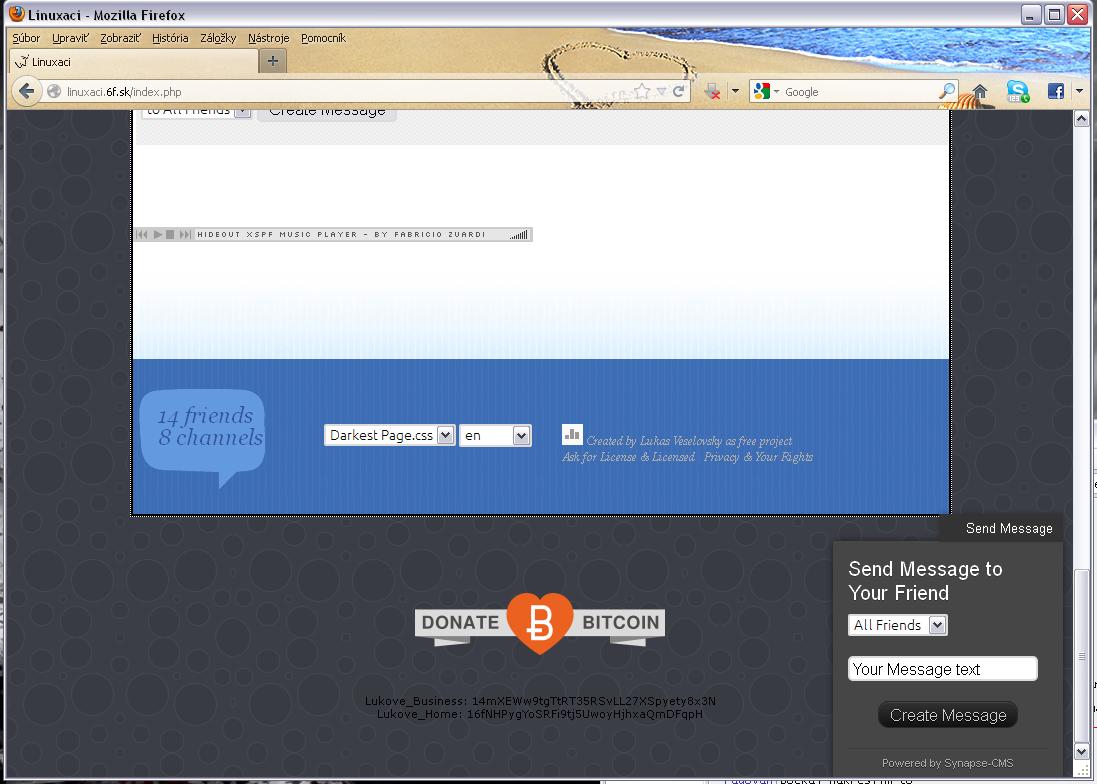 Linuxaci - Mozilla Firefox
Súbor Upraviť Zobraziť História Záložky Nástroje Pomocník
Linuxaci
linuxaci.6f.sk/index.php
Google
to All Friends
Create Message
HIDEOUT XSPF MUSIC PLAYER - BY FABRICIO ZUARDI
14 friends
8 channels
Darkest Page.css
en
Created by Lukas Veselovsky as free project
Ask for License & Licensed Privacy & Your Rights
Send Message
Send Message to
Your Friend
All Friends
Your Message text
Create Message
Powered by Synapse-CMS
DONATE BITCOIN
Lukove_Business: 14mXEWw9tgTtRT35RSvLL27XSpyety8x3N
Lukove_Home: 16fNHPygYoSRFi9tj5UwoyHjhxaQmDFqpH